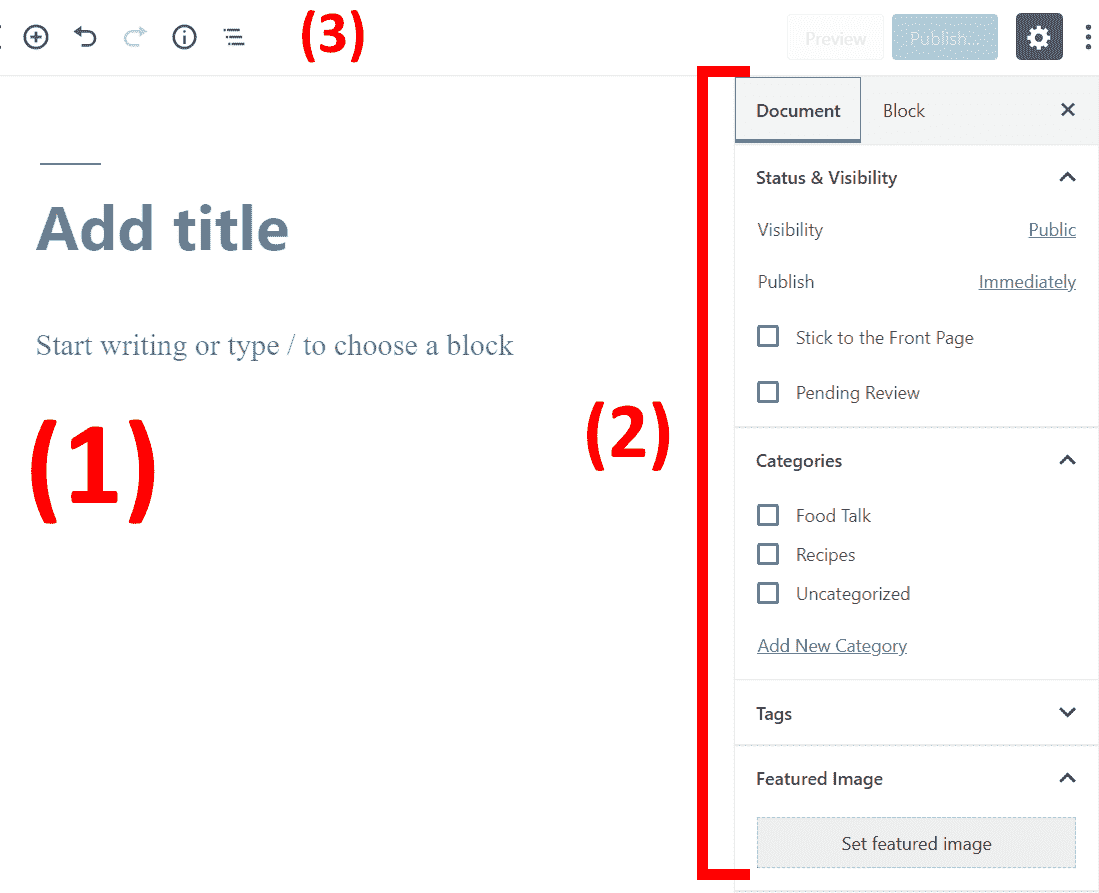 (3)
Preview
Publish...
Document
Block
Status & Visibility
Visibility
Public
Publish
Immediately
Stick to the Front Page
Pending Review
Categories
Food Talk
Recipes
Uncategorized
Add New Category
Tags
Featured Image
Set featured image
Add title
Start writing or type / to choose a block
(1)
(2)